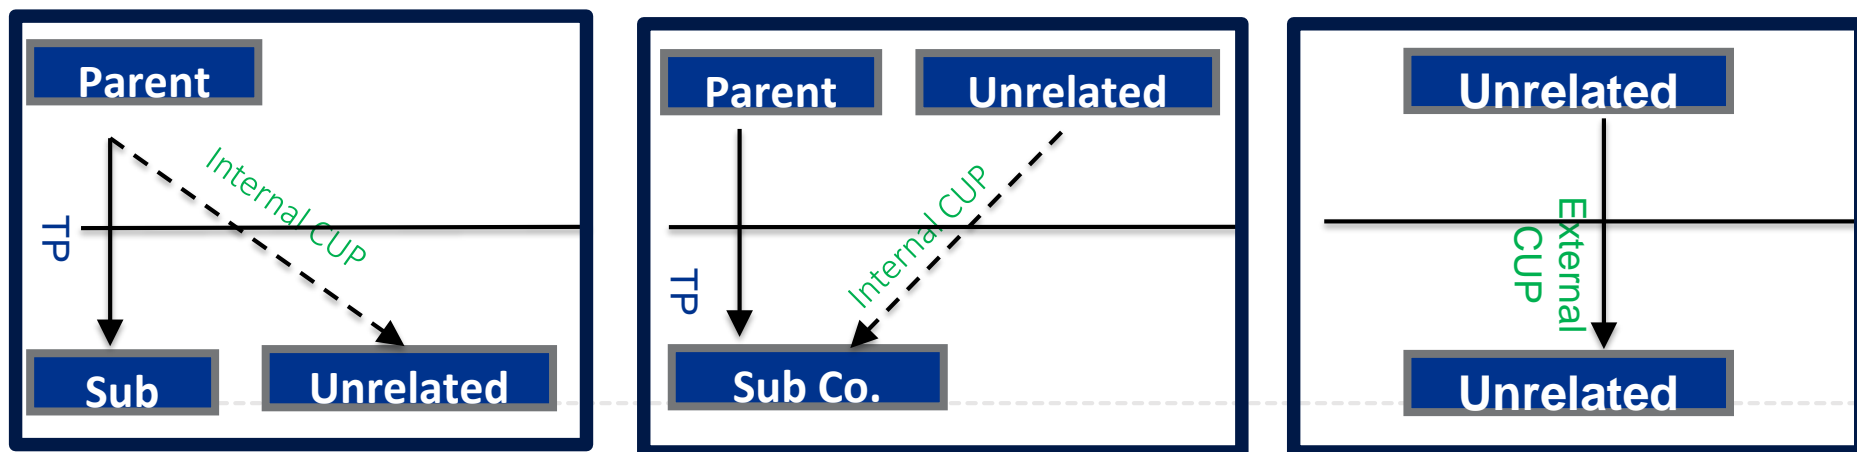 Parent
Internal CUP
TP
Sub
Unrelated
Parent
Unrelated
Internal CUP
TP
Sub Co.
Unrelated
External
CUP
Unrelated